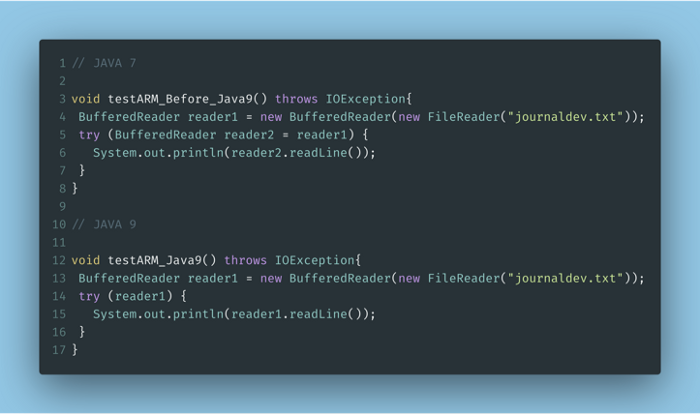 1 // JAVA 7
2
3 void testARM_Before_Java9() throws IOException{
4  BufferedReader reader1 = new BufferedReader(new FileReader("journaldev.txt"));
5  try (BufferedReader reader2 = reader1) {
6    System.out.println(reader2.readLine());
7  }
8 }
9
10 // JAVA 9
11
12 void testARM_Java9() throws IOException{
13  BufferedReader reader1 = new BufferedReader(new FileReader("journaldev.txt"));
14  try (reader1) {
15    System.out.println(reader1.readLine());
16  }
17 }